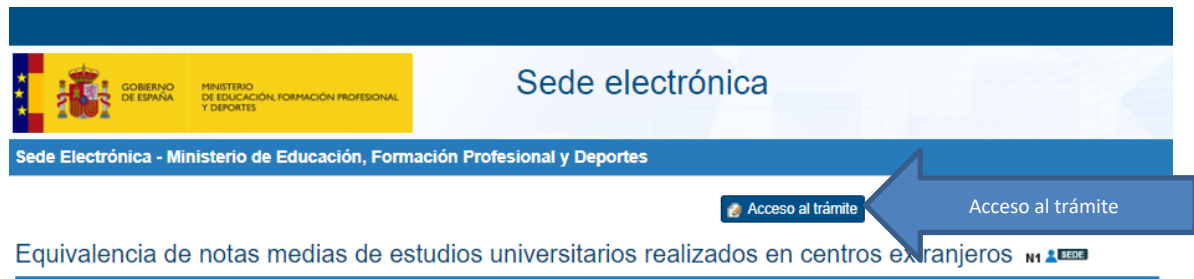 GOBIERNO
DE ESPAÑA
MINISTERIO
DE EDUCACIÓN, FORMACIÓN PROFESIONAL
Y DEPORTES
Sede electrónica
Sede Electrónica - Ministerio de Educación, Formación Profesional y Deportes
Acceso al trámite
Acceso al trámite
Equivalencia de notas medias de estudios universitarios realizados en centros extranjeros N1 SEDE